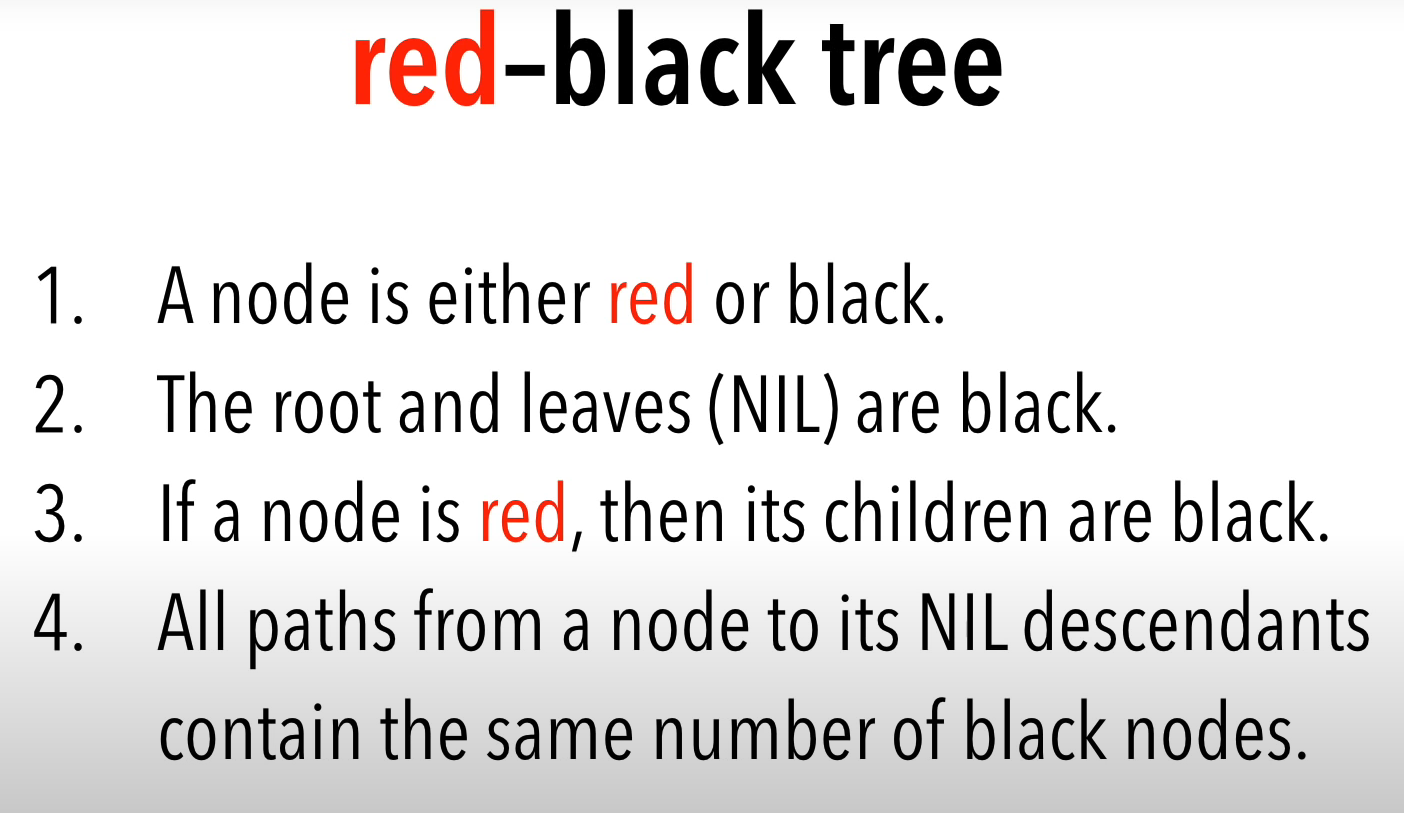 red–black tree
1. A node is either red or black.
2. The root and leaves (NIL) are black.
3. If a node is red, then its children are black.
4. All paths from a node to its NIL descendants
contain the same number of black nodes.